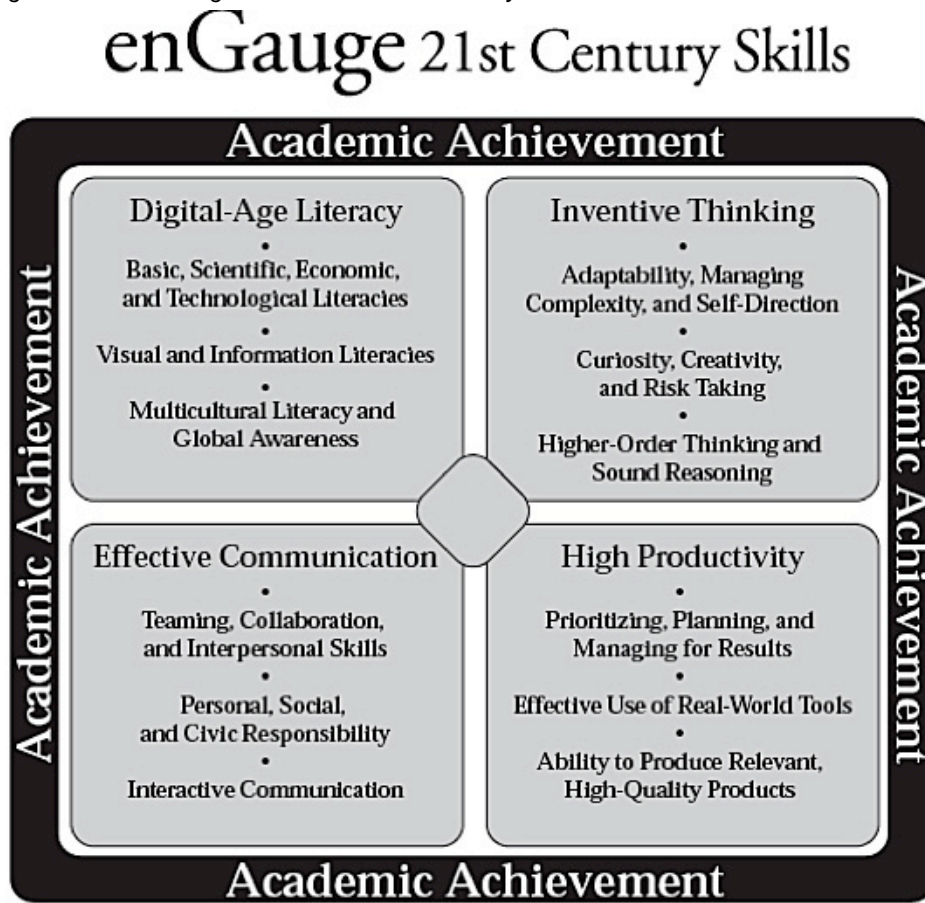 enGauge 21st Century Skills
Academic Achievement
Academic Achievement
Digital-Age Literacy
•
Basic, Scientific, Economic,
and Technological Literacies
•
Visual and Information Literacies
•
Multicultural Literacy and
Global Awareness
Inventive Thinking
•
Adaptability, Managing
Complexity, and Self-Direction
•
Curiosity, Creativity,
and Risk Taking
•
Higher-Order Thinking and
Sound Reasoning
Effective Communication
•
Teaming, Collaboration,
and Interpersonal Skills
•
Personal, Social,
and Civic Responsibility
•
Interactive Communication
High Productivity
•
Prioritizing, Planning, and
Managing for Results
•
Effective Use of Real-World Tools
•
Ability to Produce Relevant,
High-Quality Products
Academic Achievement
Academic Achievement